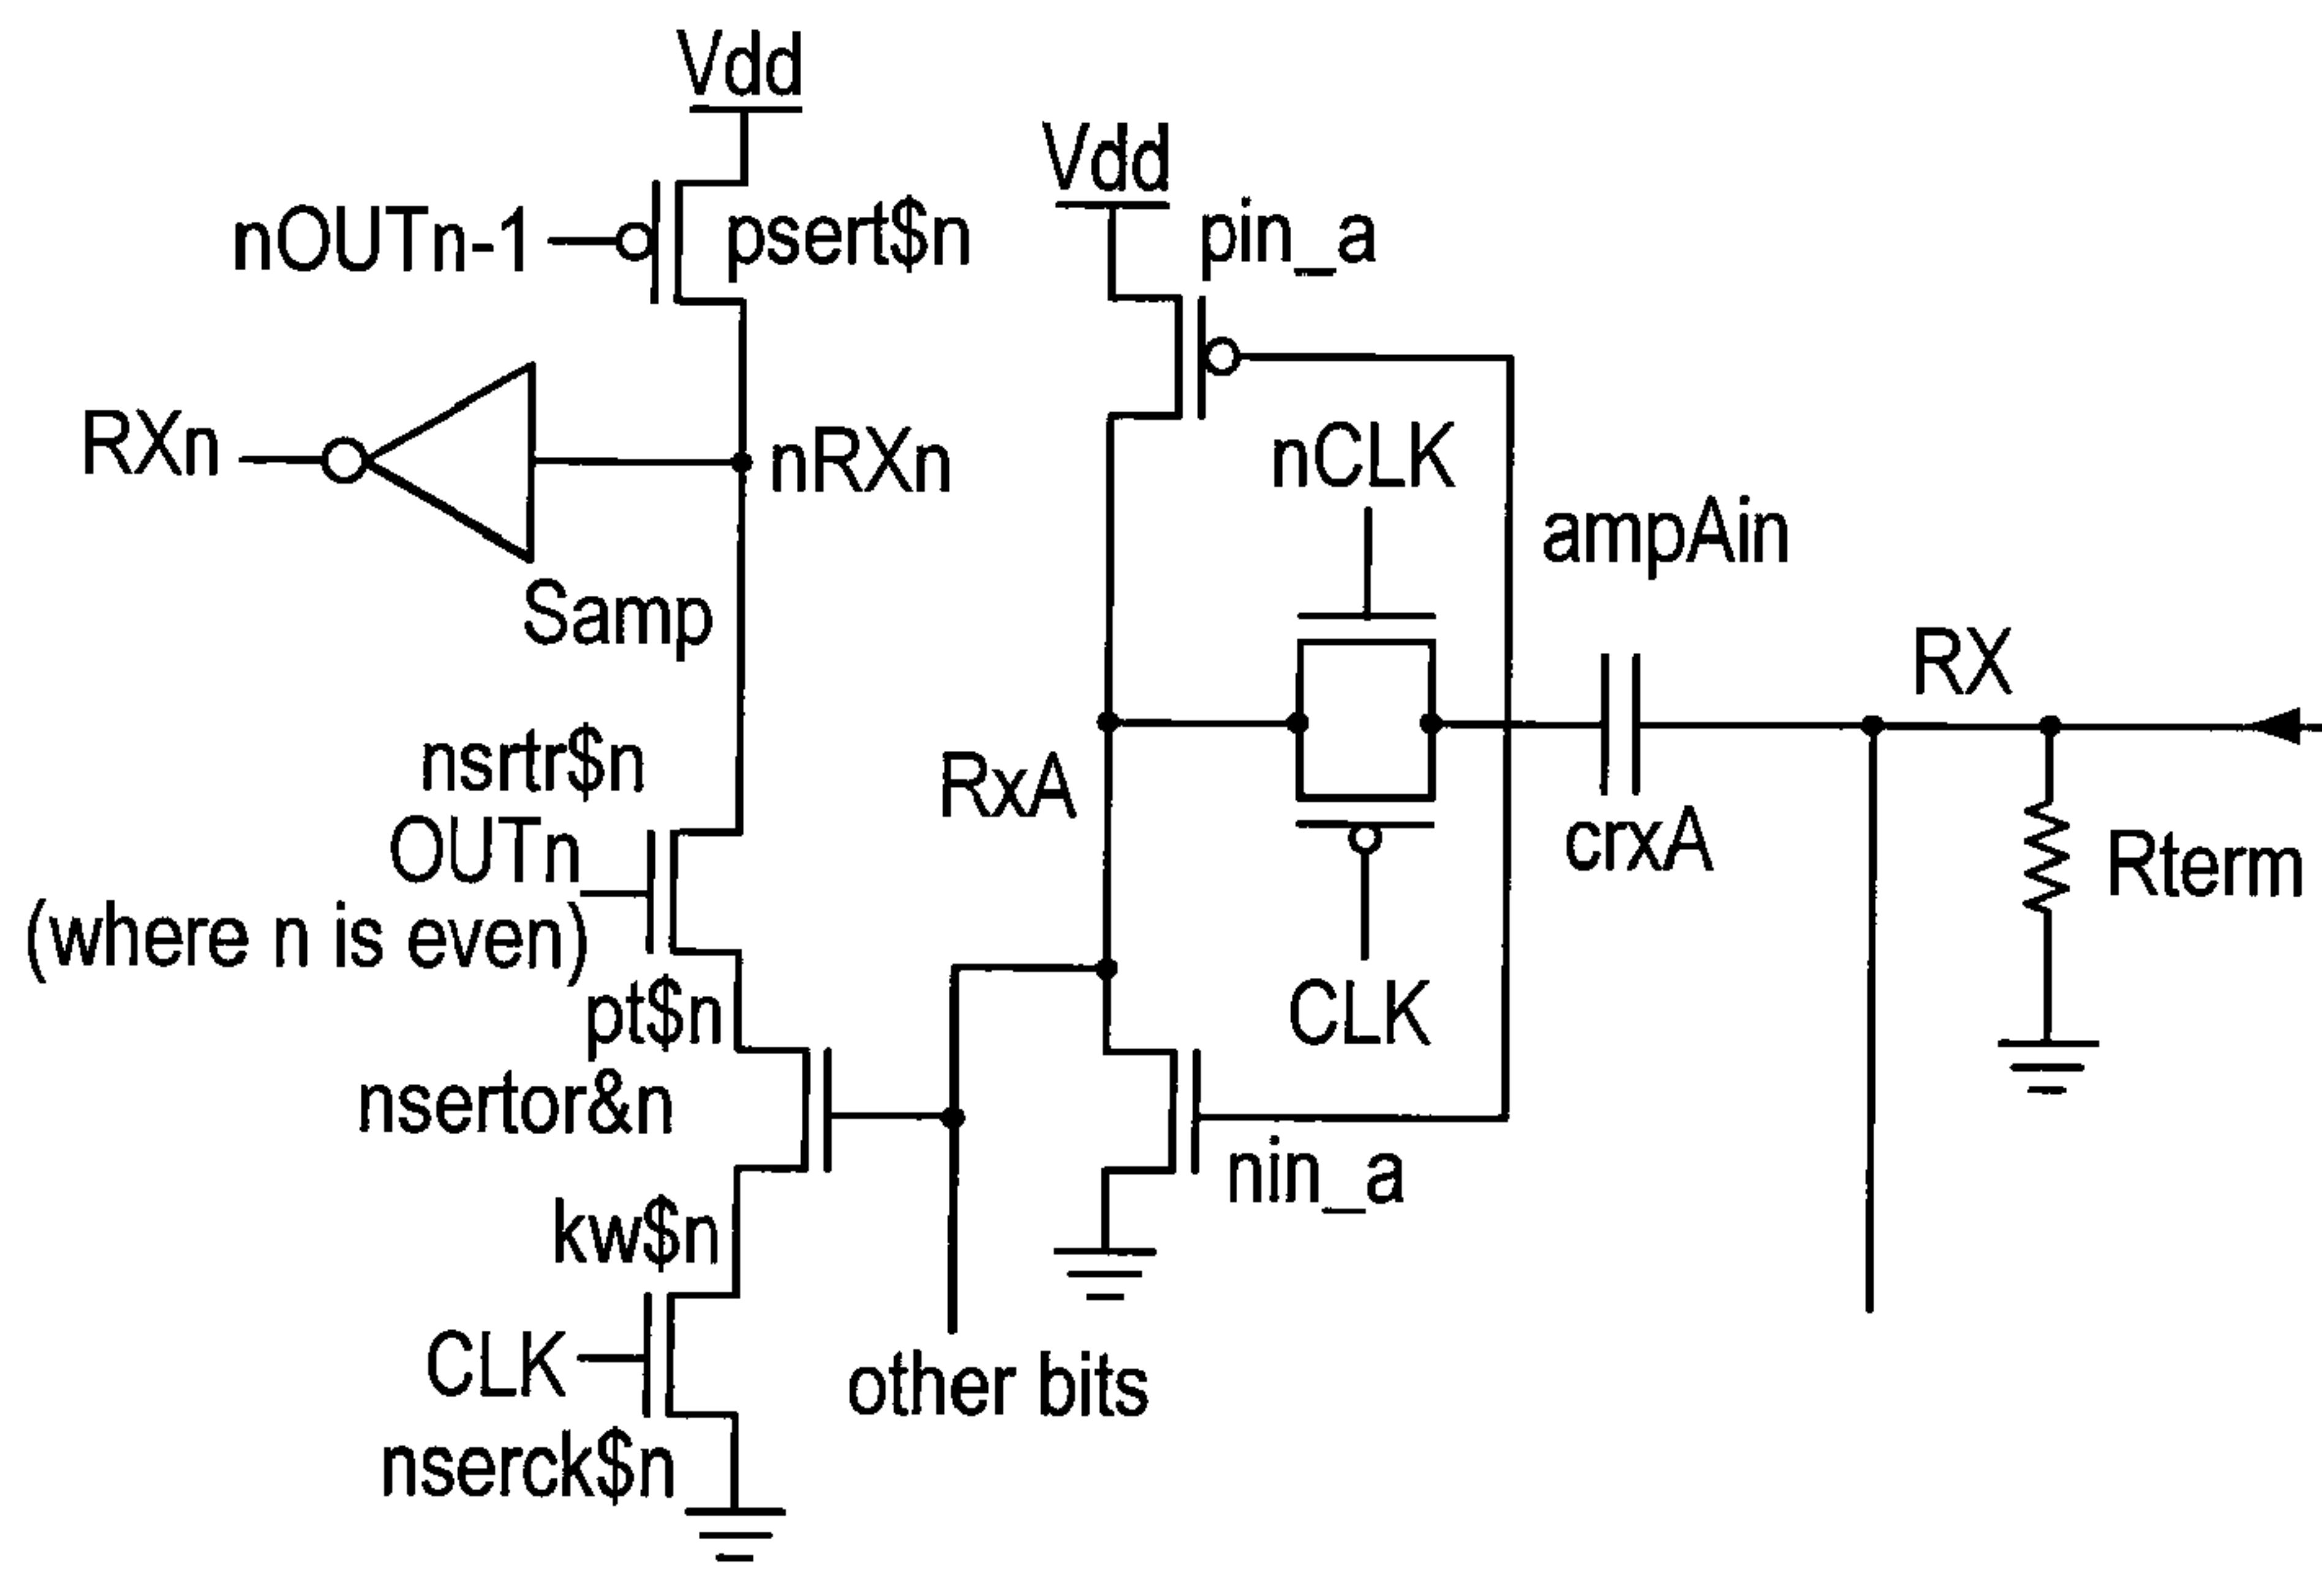 Vdd
Vdd
nOUTn-1
psert$n
pin_a
RXn
nRXn
nCLK
ampAin
Samp
RX
nsrtr$n
RxA
OUTn
crxA
Rterm
(where n is even)
pt$n
CLK
nsertor&n
nin_a
kw$n
CLK
other bits
nserck$n